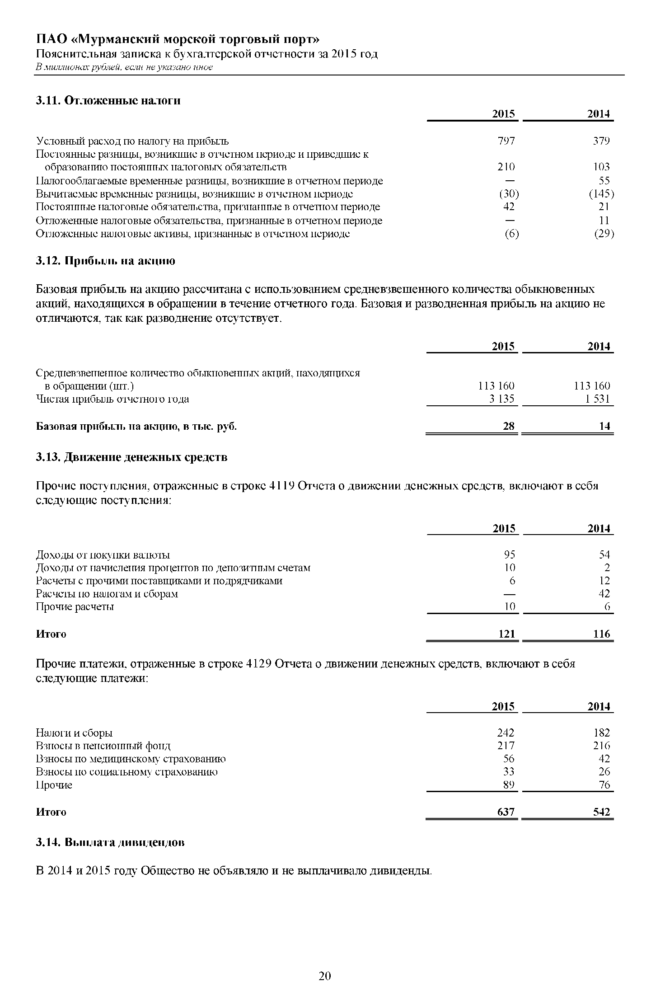 ПАО «Мурманский морской торговый порт»
Пояснительная записка к бухгалтерской отчетности за 2015 год
В миллионах рублей, если не указано иное
3.11. Отложенные налоги
2015 2014
Условный расход по налогу на прибыль 797 379
Постоянные разницы, возникшие в отчетном периоде и приведшие к
образованию постоянных налоговых обязательств 210 103
Налогооблагаемые временные разницы, возникшие в отчетном периоде — 55
Вычитаемые временные разницы, возникшие в отчетном периоде (30) (145)
Постоянные налоговые обязательства, признанные в отчетном периоде 42 21
Отложенные налоговые обязательства, признанные в отчетном периоде — 11
Отложенные налоговые активы, признанные в отчетном периоде (6) (29)
3.12. Прибыль на акцию
Базовая прибыль на акцию рассчитана с использованием средневзвешенного количества обыкновенных
акций, находящихся в обращении в течение отчетного года. Базовая и разводненная прибыль на акцию не
отличаются, так как разводнение отсутствует.
2015 2014
Средневзвешенное количество обыкновенных акций, находящихся
в обращении (шт.) 113 160 113 160
Чистая прибыль отчетного года 3 135 1 531
Базовая прибыль на акцию, в тыс. руб. 28 14
3.13. Движение денежных средств
Прочие поступления, отраженные в строке 4119 Отчета о движении денежных средств, включают в себя
следующие поступления:
2015 2014
Доходы от покупки валюты 95 54
Доходы от начисления процентов по депозитным счетам 10 2
Расчеты с прочими поставщиками и подрядчиками 6 12
Расчеты по налогам и сборам — 42
Прочие расчеты 10 6
Итого 121 116
Прочие платежи, отраженные в строке 4129 Отчета о движении денежных средств, включают в себя
следующие платежи:
2015 2014
Налоги и сборы 242 182
Взносы в пенсионный фонд 217 216
Взносы по медицинскому страхованию 56 42
Взносы по социальному страхованию 33 26
Прочие 89 76
Итого 637 542
3.14. Выплата дивидендов
В 2014 и 2015 году Общество не объявляло и не выплачивало дивиденды.
20